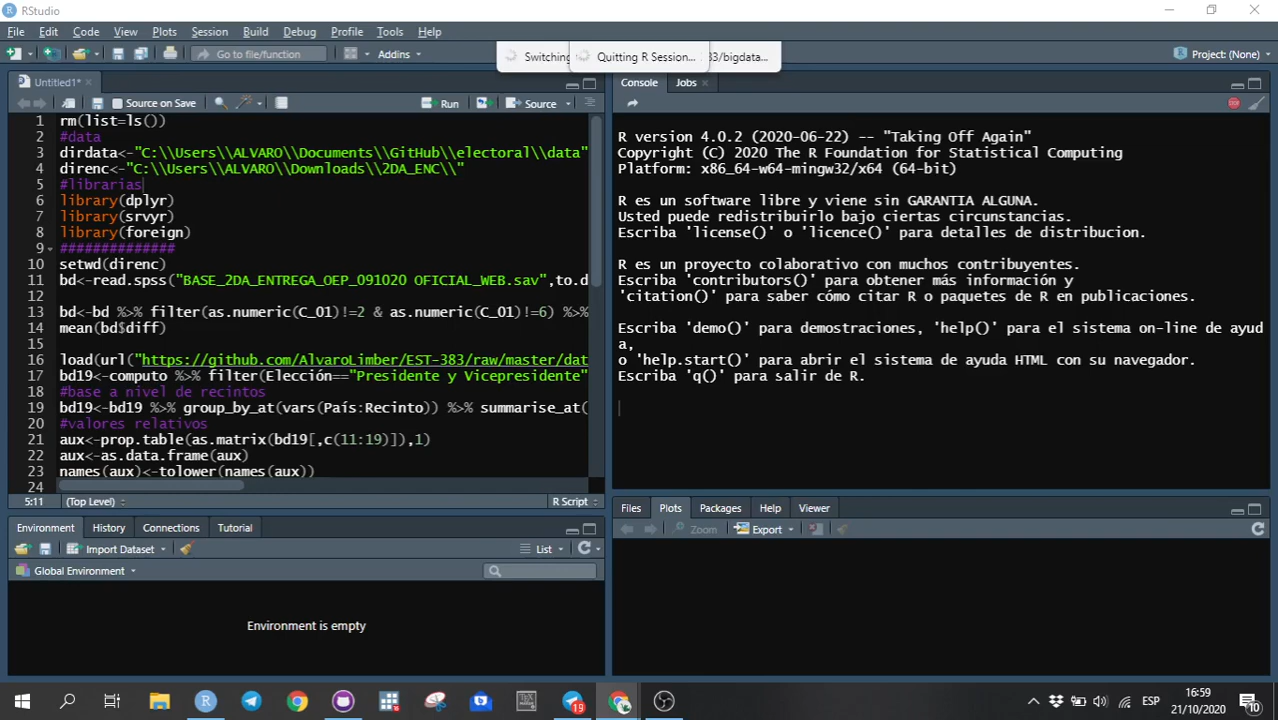 RStudio
File Edit Code View Plots Session Build Debug Profile Tools Help
Go to file/function Addins Project: (None)
Switching Quitting R Session... 33/bigdata...
Untitled1*
Source on Save Run Source
1 rm(list=ls())
2 #data
3 dirdata<-"C:\\Users\\ALVARO\\Documents\\GitHub\\electoral\\data"
4 direnc<-"C:\\Users\\ALVARO\\Downloads\\2DA_ENC\\"
5 #librarias
6 library(dplyr)
7 library(srvyr)
8 library(foreign)
9 ##############
10 setwd(direnc)
11 bd<-read.spss("BASE_2DA_ENTREGA_OEP_091020 OFICIAL_WEB.sav",to.d
12
13 bd<-bd %>% filter(as.numeric(C_01)!=2 & as.numeric(C_01)!=6) %>%
14 mean(bd$diff)
15
16 load(url("https://github.com/AlvaroLimber/EST-383/raw/master/dat
17 bd19<-computo %>% filter(Elección=="Presidente y Vicepresidente"
18 #base a nivel de recintos
19 bd19<-bd19 %>% group_by_at(vars(País:Recinto)) %>% summarise_at(
20 #valores relativos
21 aux<-prop.table(as.matrix(bd19[,c(11:19)]),1)
22 aux<-as.data.frame(aux)
23 names(aux)<-tolower(names(aux))
24
5:11 (Top Level) R Script
Environment History Connections Tutorial
Import Dataset List
Global Environment
Environment is empty
Console Jobs
R version 4.0.2 (2020-06-22) -- "Taking Off Again"
Copyright (C) 2020 The R Foundation for Statistical Computing
Platform: x86_64-w64-mingw32/x64 (64-bit)
R es un software libre y viene sin GARANTIA ALGUNA.
Usted puede redistribuirlo bajo ciertas circunstancias.
Escriba 'license()' o 'licence()' para detalles de distribucion.
R es un proyecto colaborativo con muchos contribuyentes.
Escriba 'contributors()' para obtener más información y
'citation()' para saber cómo citar R o paquetes de R en publicaciones.
Escriba 'demo()' para demostraciones, 'help()' para el sistema on-line de ayud
a,
o 'help.start()' para abrir el sistema de ayuda HTML con su navegador.
Escriba 'q()' para salir de R.
Files Plots Packages Help Viewer
Zoom Export
19 ESP 16:59
21/10/2020 10